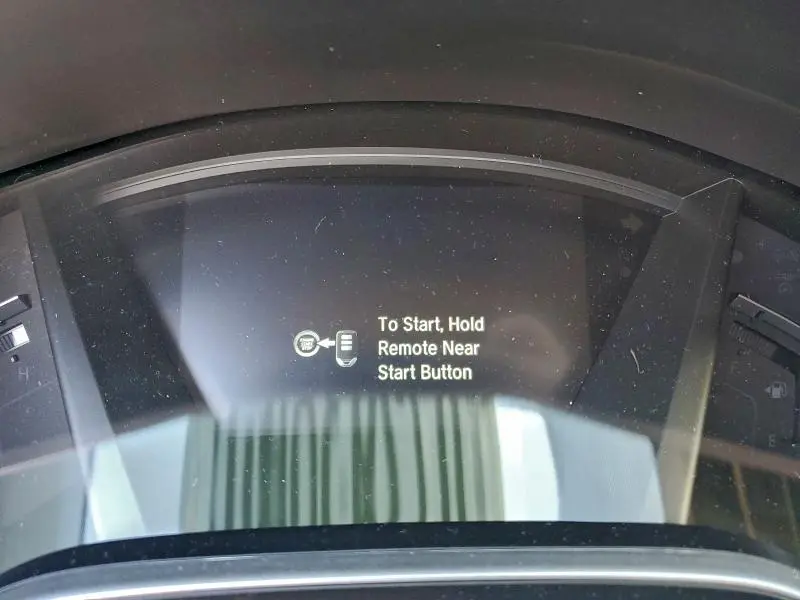 To Start, Hold
Remote Near
Start Button
H
E